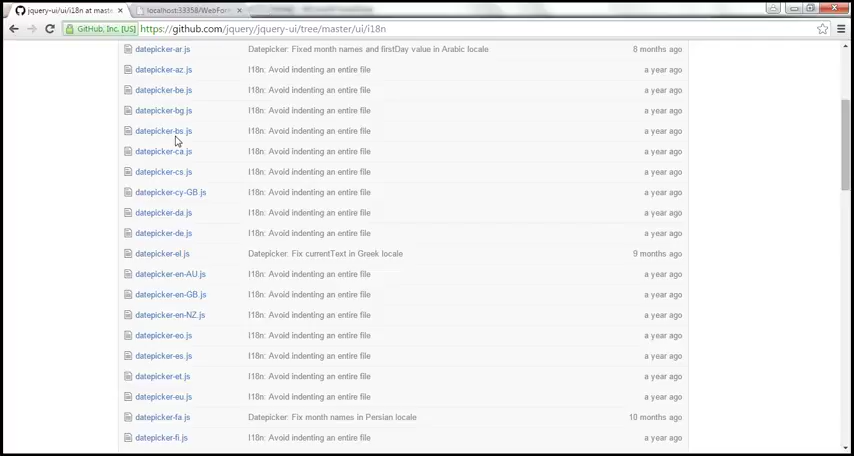 jquery-ui/ui/i18n at maste
localhost:33358/WebForm
GitHub, Inc. [US]
https://github.com/jquery/jquery-ui/tree/master/ui/i18n
datepicker-ar.js Datepicker: Fixed month names and firstDay value in Arabic locale 8 months ago
datepicker-az.js I18n: Avoid indenting an entire file a year ago
datepicker-be.js I18n: Avoid indenting an entire file a year ago
datepicker-bg.js I18n: Avoid indenting an entire file a year ago
datepicker-bs.js I18n: Avoid indenting an entire file a year ago
datepicker-ca.js I18n: Avoid indenting an entire file a year ago
datepicker-cs.js I18n: Avoid indenting an entire file a year ago
datepicker-cy-GB.js I18n: Avoid indenting an entire file a year ago
datepicker-da.js I18n: Avoid indenting an entire file a year ago
datepicker-de.js I18n: Avoid indenting an entire file a year ago
datepicker-el.js Datepicker: Fix currentText in Greek locale 9 months ago
datepicker-en-AU.js I18n: Avoid indenting an entire file a year ago
datepicker-en-GB.js I18n: Avoid indenting an entire file a year ago
datepicker-en-NZ.js I18n: Avoid indenting an entire file a year ago
datepicker-eo.js I18n: Avoid indenting an entire file a year ago
datepicker-es.js I18n: Avoid indenting an entire file a year ago
datepicker-et.js I18n: Avoid indenting an entire file a year ago
datepicker-eu.js I18n: Avoid indenting an entire file a year ago
datepicker-fa.js Datepicker: Fix month names in Persian locale 10 months ago
datepicker-fi.js I18n: Avoid indenting an entire file a year ago